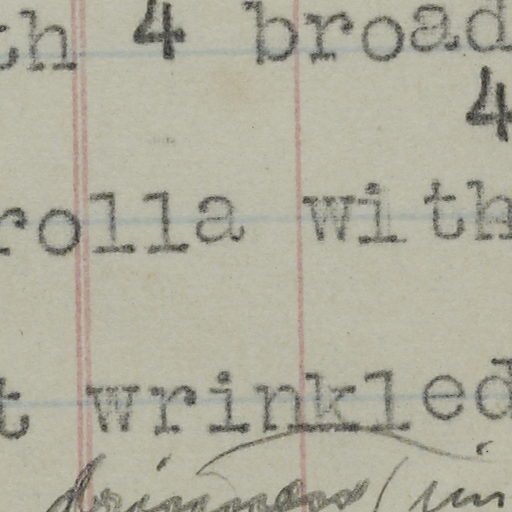 th 4 broad
4
rolla with
t wrinkled